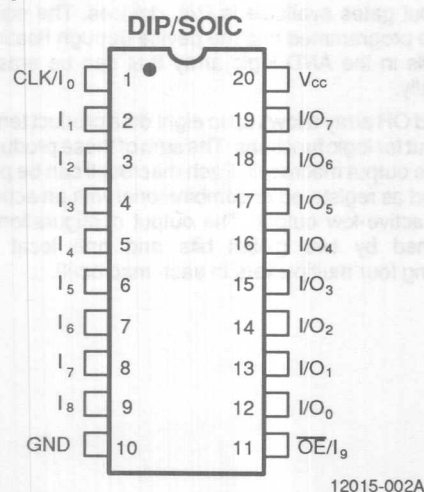 DIP/SOIC
CLK/I₀ 1 20 Vcc
I₁ 2 19 I/O₇
I₂ 3 18 I/O₆
I₃ 4 17 I/O₅
I₄ 5 16 I/O₄
I₅ 6 15 I/O₃
I₆ 7 14 I/O₂
I₇ 8 13 I/O₁
I₈ 9 12 I/O₀
GND 10 11 O̅E̅/I₉
12015-002A